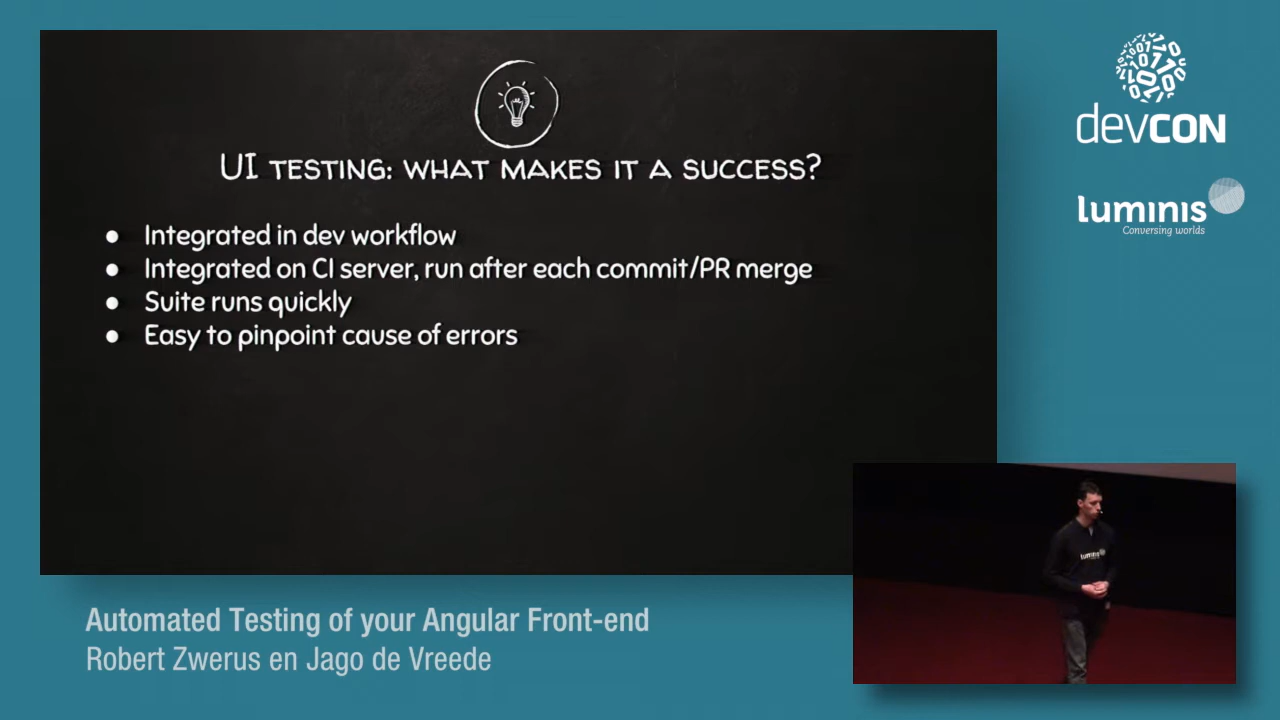 UI TESTING: WHAT MAKES IT A SUCCESS?
● Integrated in dev workflow
● Integrated on CI server, run after each commit/PR merge
● Suite runs quickly
● Easy to pinpoint cause of errors
devCON
luminis
Conversing worlds
luminis
Automated Testing of your Angular Front-end
Robert Zwerus en Jago de Vreede